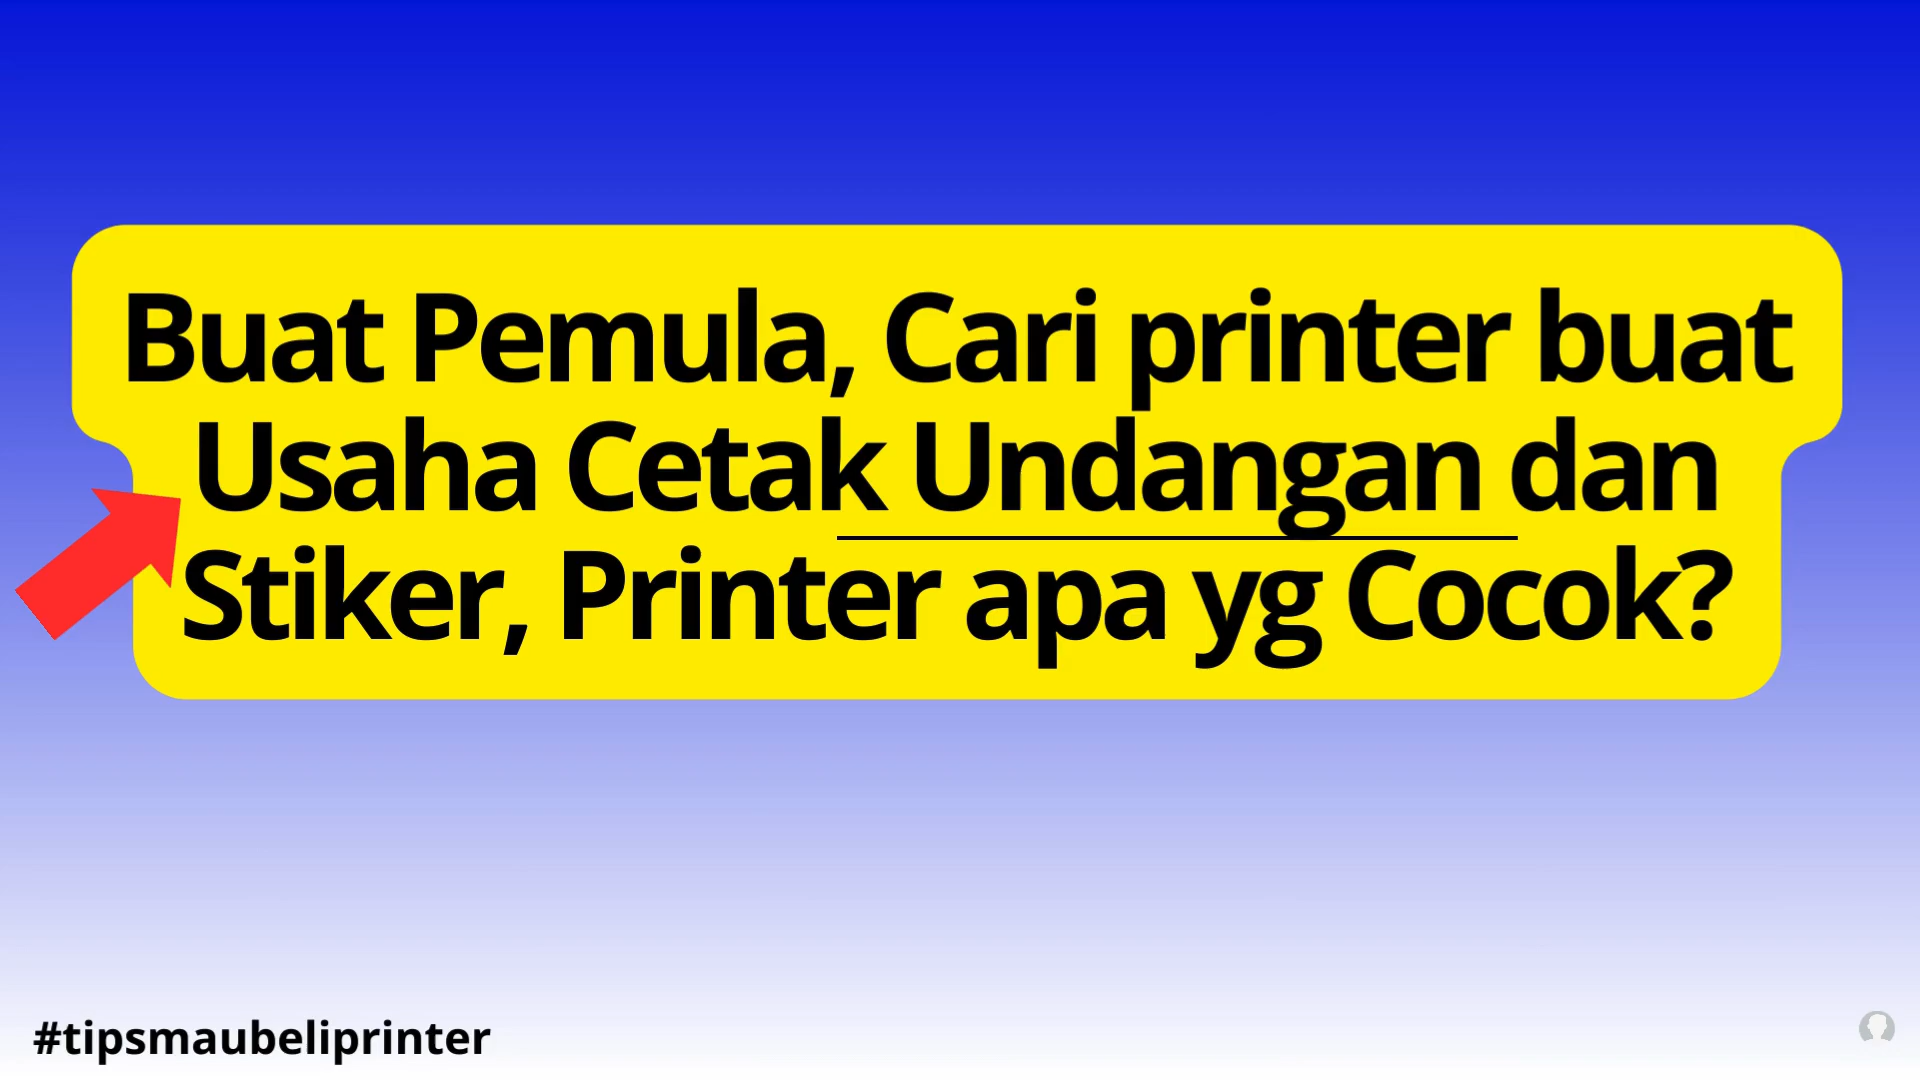 Buat Pemula, Cari printer buat
Usaha Cetak Undangan dan
Stiker, Printer apa yg Cocok?
#tipsmaubeliprinter